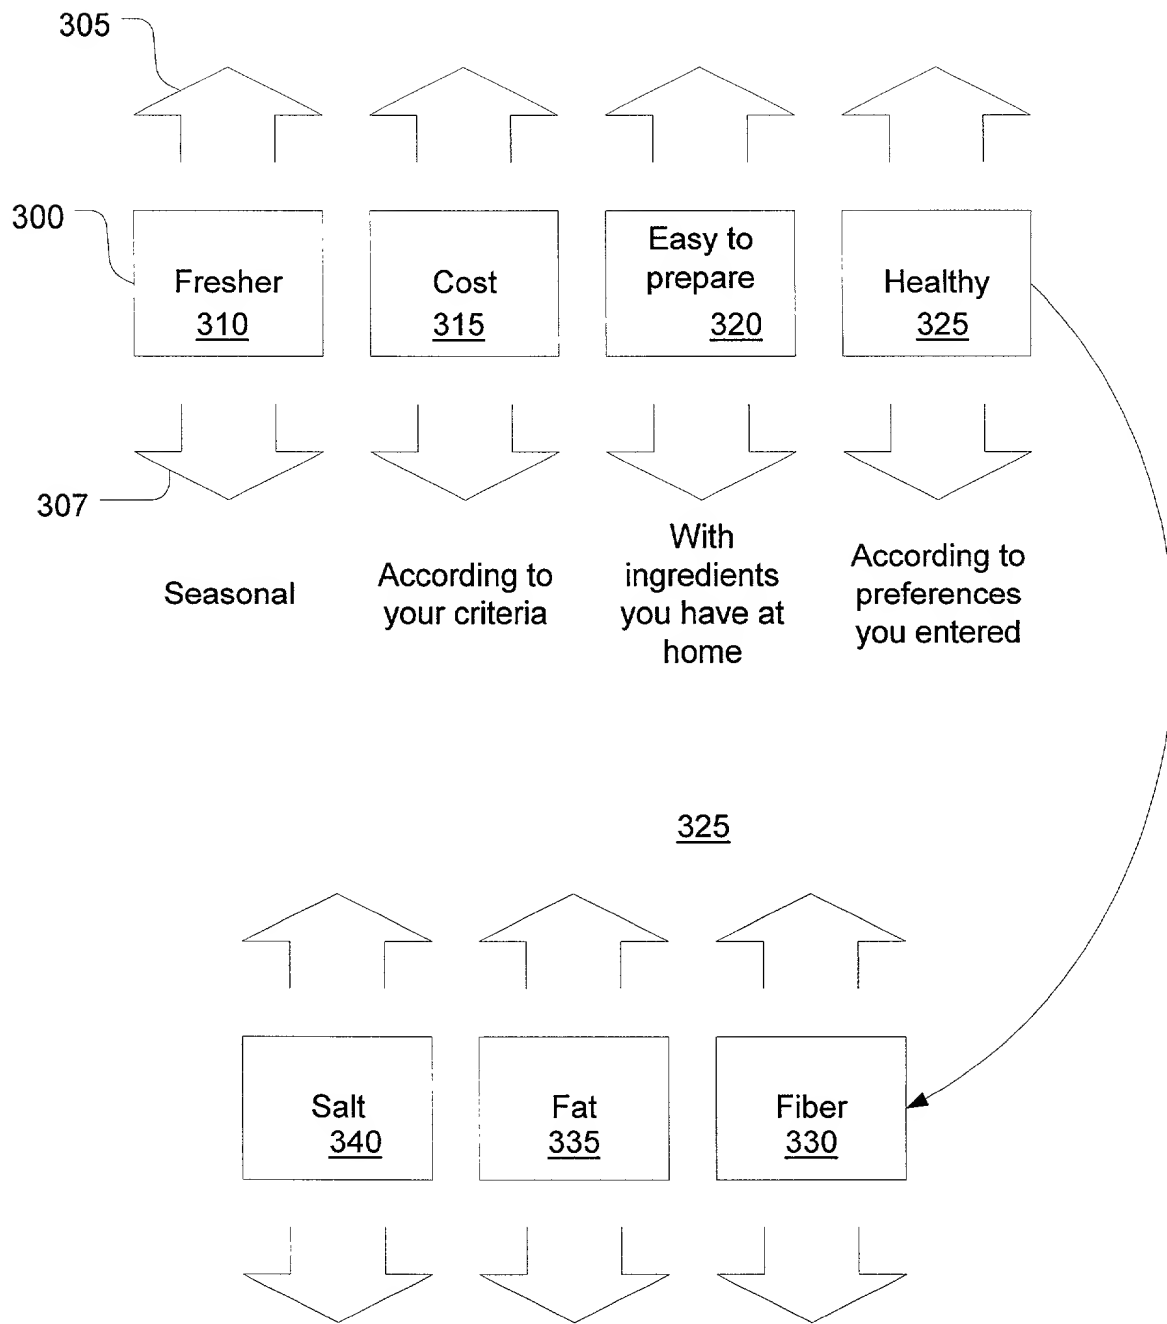 305
300
Fresher
310
Cost
315
Easy to
prepare
320
Healthy
325
307
Seasonal
According to
your criteria
With
ingredients
you have at
home
According to
preferences
you entered
325
Salt
340
Fat
335
Fiber
330